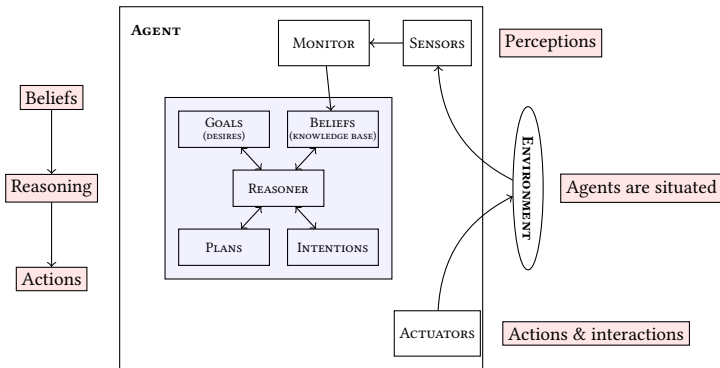 AGENT
MONITOR
SENSORS
Perceptions
Beliefs
GOALS
(DESIRES)
BELIEFS
(KNOWLEDGE BASE)
ENVIRONMENT
Reasoning
REASONER
Agents are situated
PLANS
INTENTIONS
Actions
ACTUATORS
Actions & interactions